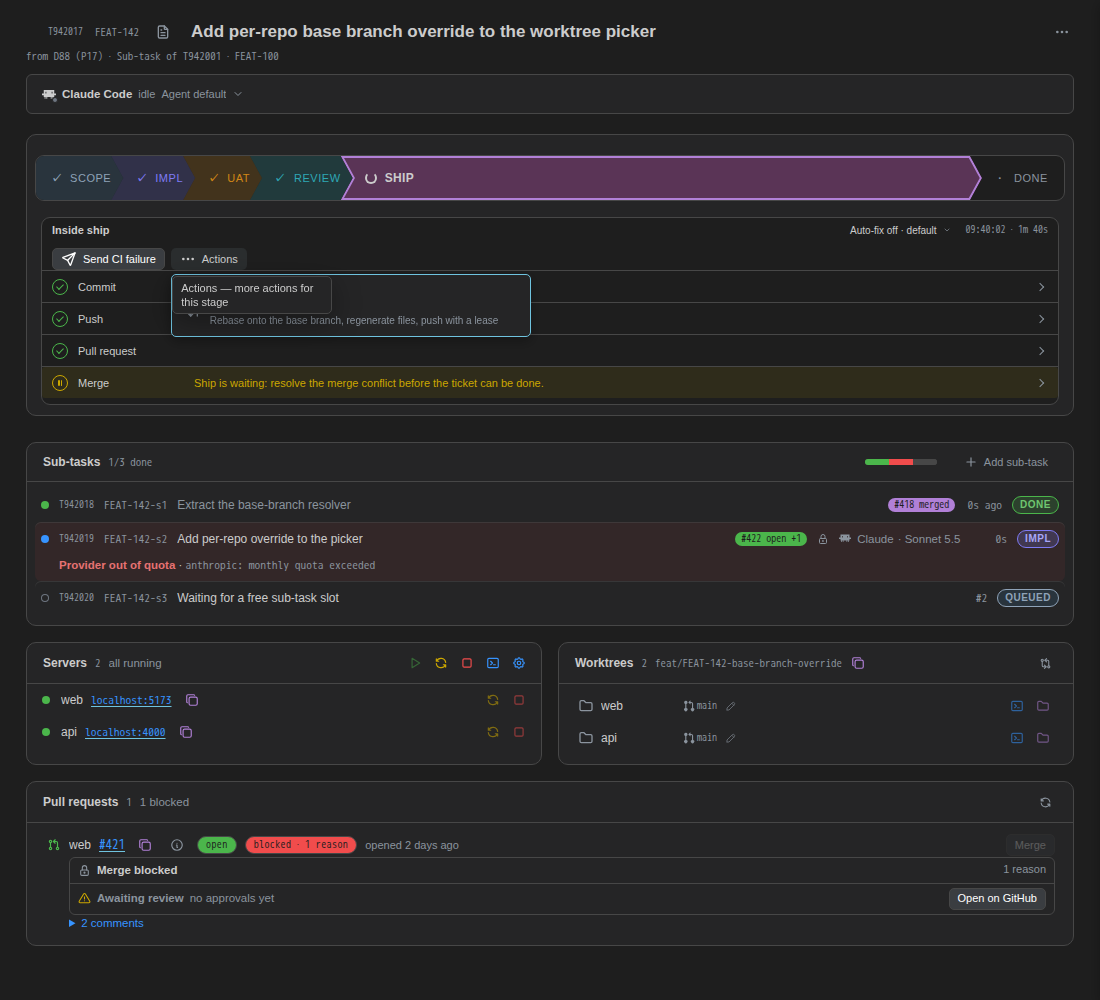 T942017 FEAT-142 Add per-repo base branch override to the worktree picker
from D88 (P17) · Sub-task of T942001 · FEAT-100
Claude Code idle Agent default
SCOPE IMPL UAT REVIEW SHIP DONE
Inside ship Auto-fix off · default 09:40:02 · 1m 40s
Send CI failure Actions
Commit
Actions — more actions for
this stage
Push
Rebase onto the base branch, regenerate files, push with a lease
Pull request
Merge Ship is waiting: resolve the merge conflict before the ticket can be done.
Sub-tasks 1/3 done Add sub-task
T942018 FEAT-142-s1 Extract the base-branch resolver #418 merged 0s ago DONE
T942019 FEAT-142-s2 Add per-repo override to the picker #422 open +1 Claude · Sonnet 5.5 0s IMPL
Provider out of quota · anthropic: monthly quota exceeded
T942020 FEAT-142-s3 Waiting for a free sub-task slot #2 QUEUED
Servers 2 all running
web localhost:5173
api localhost:4000
Worktrees 2 feat/FEAT-142-base-branch-override
web main
api main
Pull requests 1 1 blocked
web #421 open blocked · 1 reason opened 2 days ago Merge
Merge blocked 1 reason
Awaiting review no approvals yet Open on GitHub
2 comments